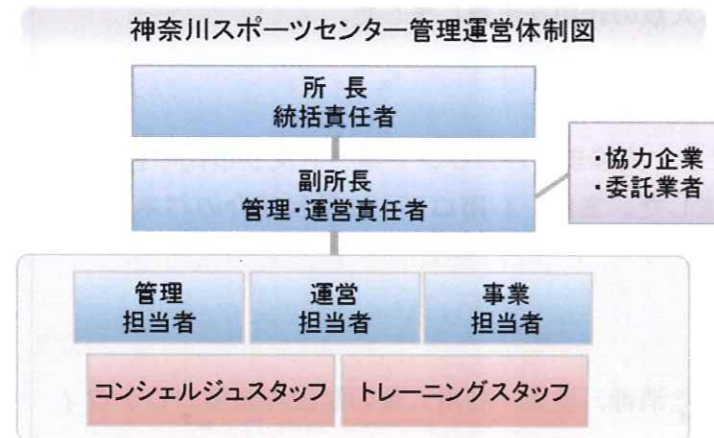 神奈川スポーツセンター管理運営体制図
所 長
統括責任者
副所長
管理・運営責任者
・協力企業
・委託業者
管理
担当者
運営
担当者
事業
担当者
コンシェルジュスタッフ
トレーニングスタッフ